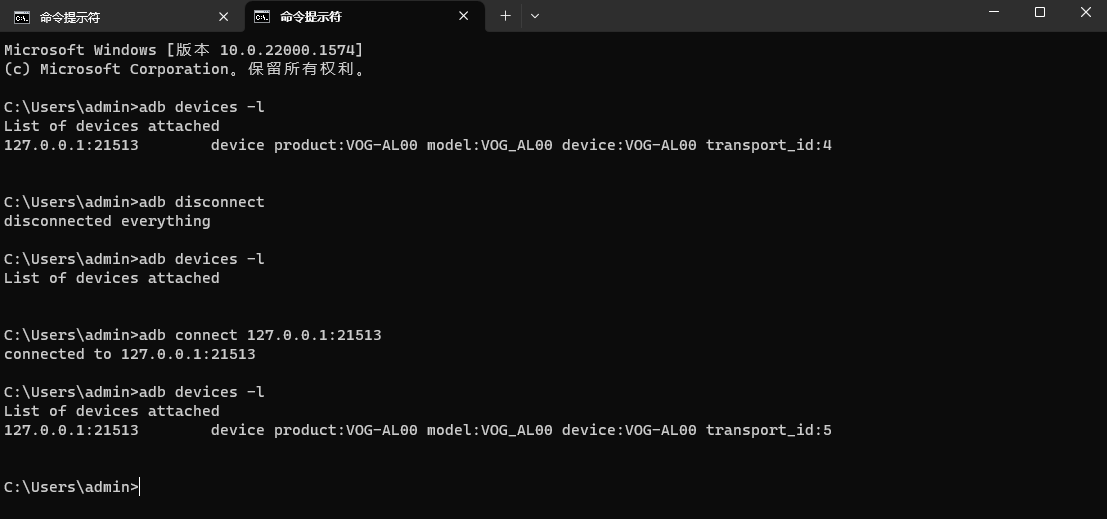 命令提示符
命令提示符
Microsoft Windows [版本 10.0.22000.1574]
(c) Microsoft Corporation。保留所有权利。
C:\Users\admin>adb devices -l
List of devices attached
127.0.0.1:21513        device product:VOG-AL00 model:VOG_AL00 device:VOG-AL00 transport_id:4
C:\Users\admin>adb disconnect
disconnected everything
C:\Users\admin>adb devices -l
List of devices attached
C:\Users\admin>adb connect 127.0.0.1:21513
connected to 127.0.0.1:21513
C:\Users\admin>adb devices -l
List of devices attached
127.0.0.1:21513        device product:VOG-AL00 model:VOG_AL00 device:VOG-AL00 transport_id:5
C:\Users\admin>